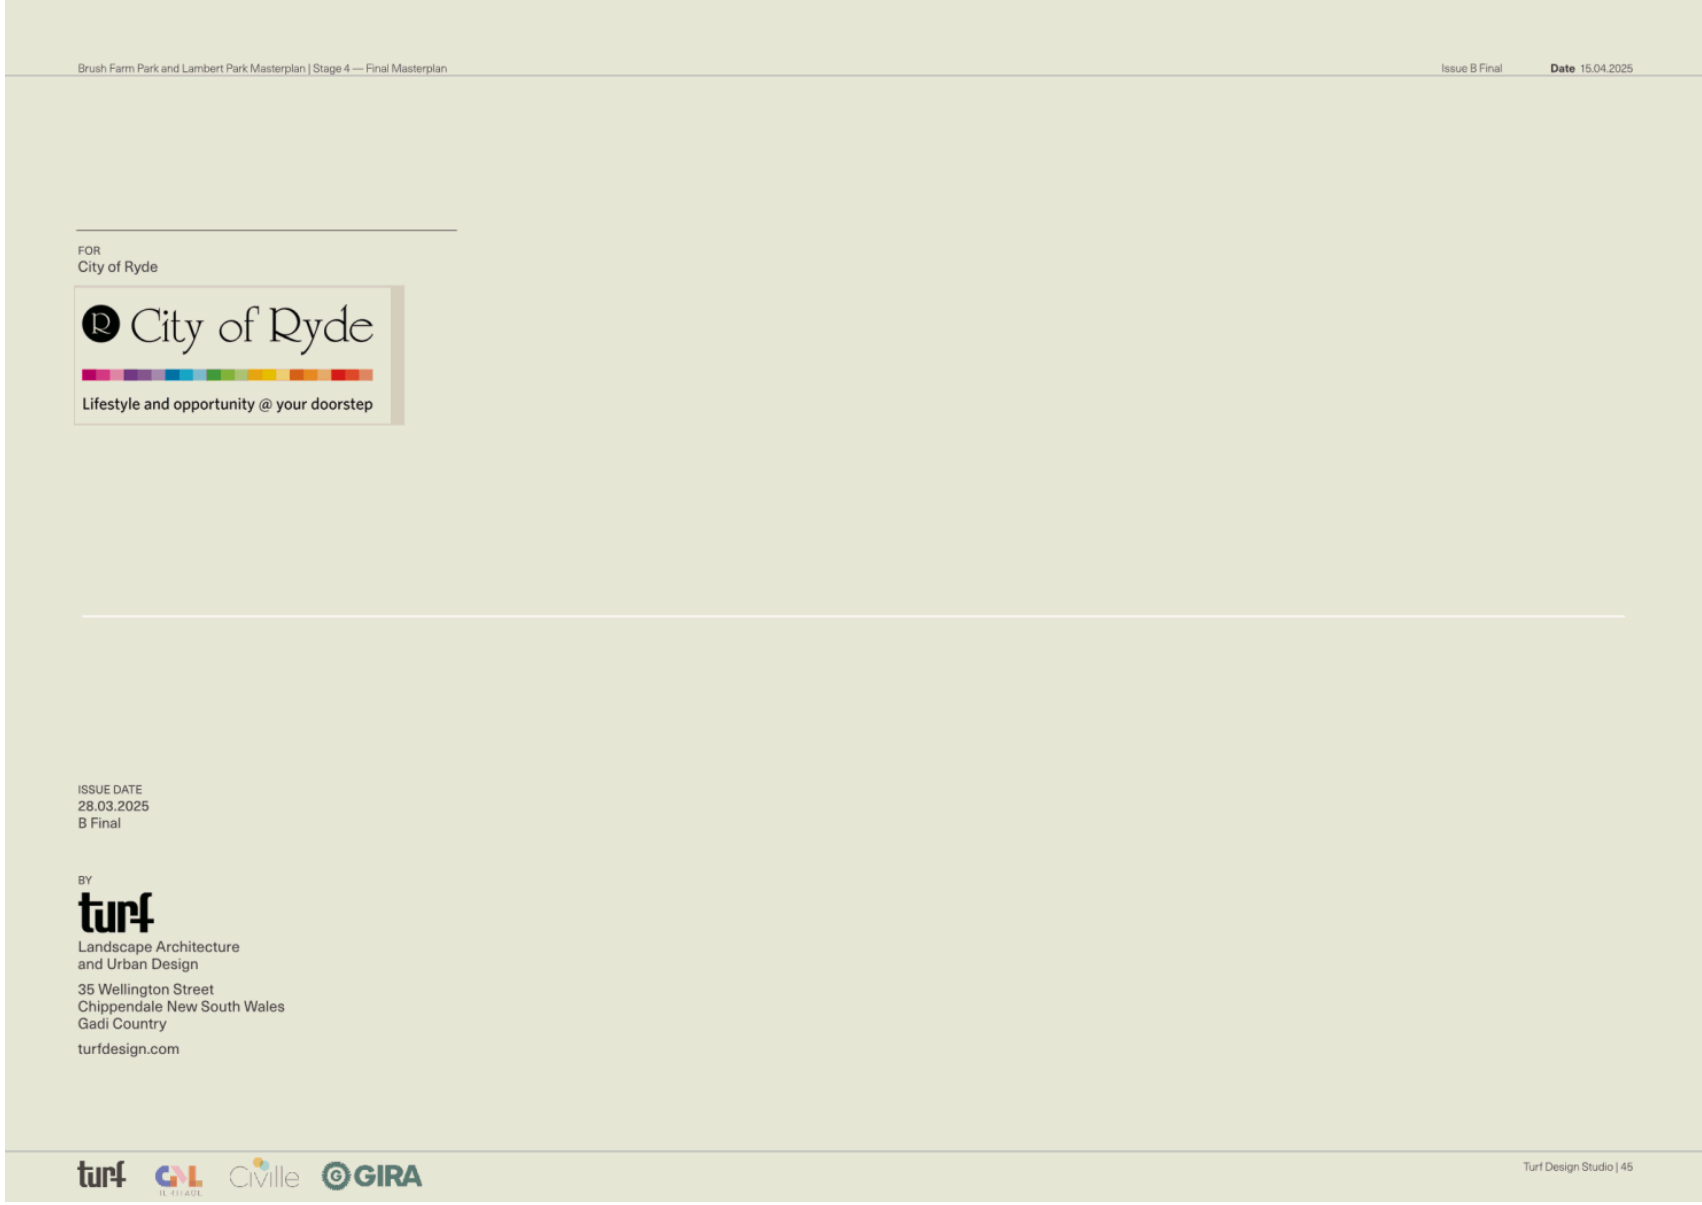 Brush Farm Park and Lambert Park Masterplan | Stage 4 — Final Masterplan
Issue B Final Date 15.04.2025
FOR
City of Ryde
R City of Ryde
Lifestyle and opportunity @ your doorstep
ISSUE DATE
28.03.2025
B Final
BY
turf
Landscape Architecture
and Urban Design
35 Wellington Street
Chippendale New South Wales
Gadi Country
turfdesign.com
turf GML HERITAGE Civille G GIRA
Turf Design Studio | 45